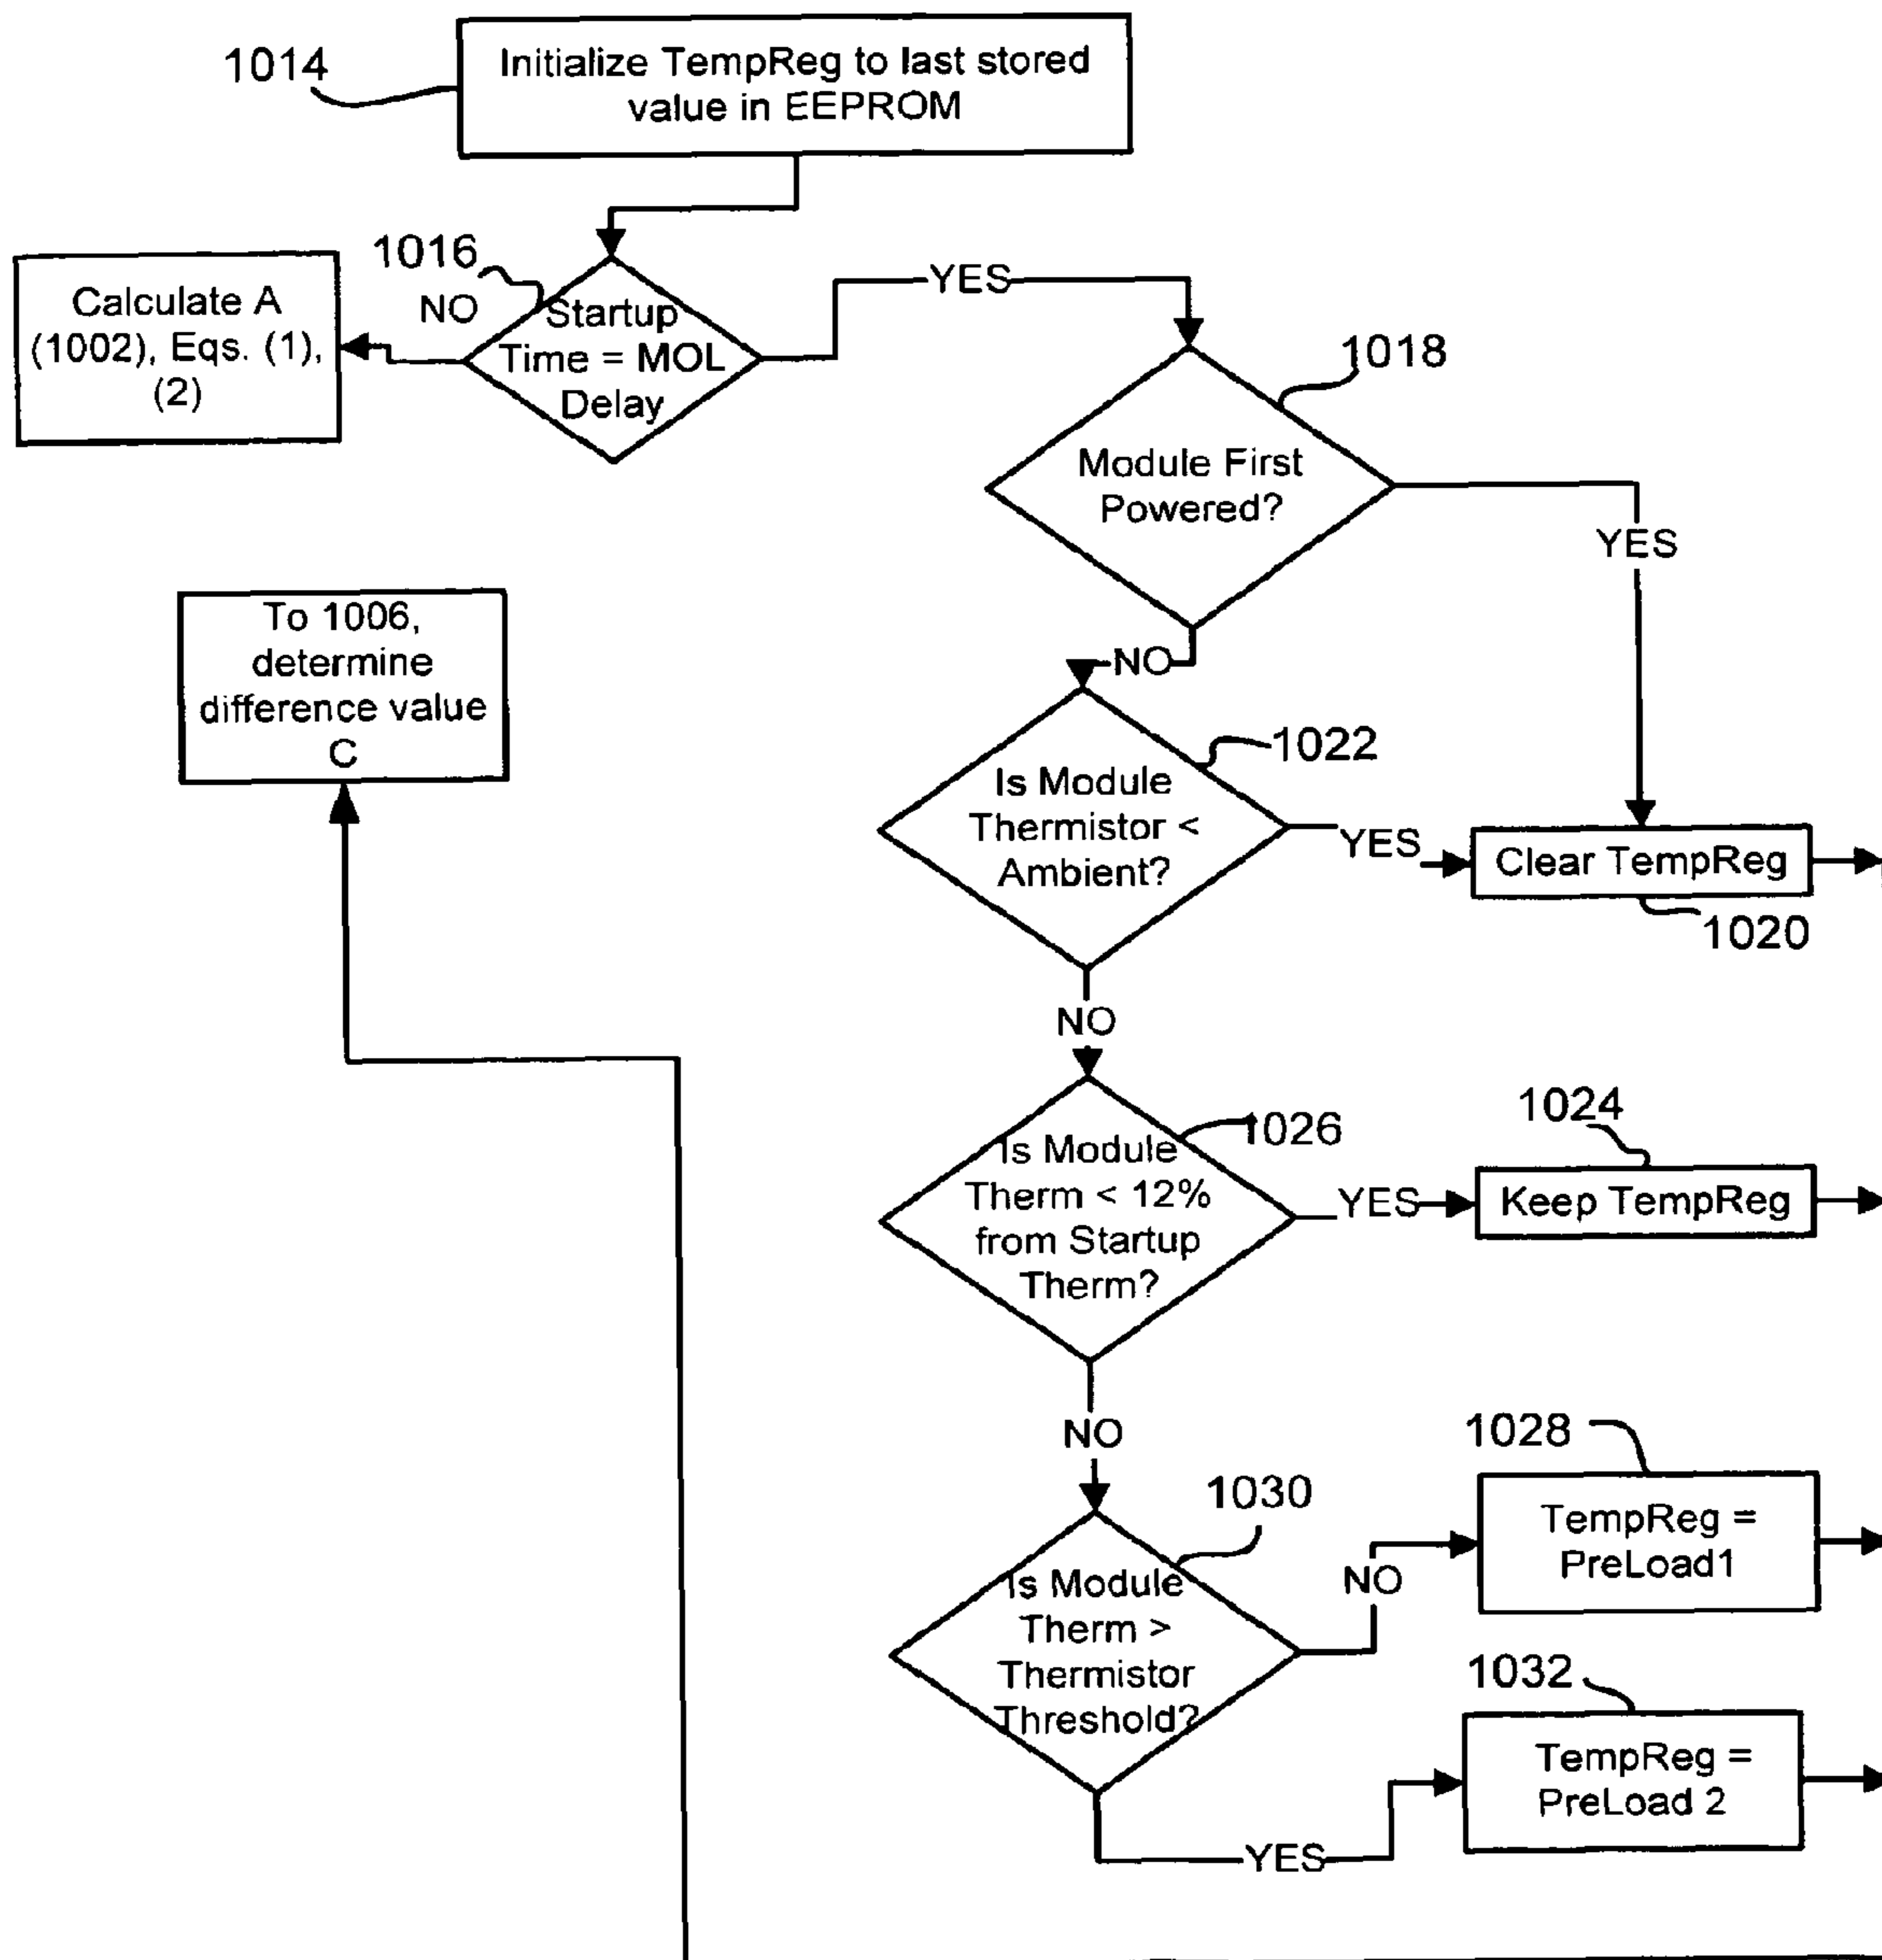 1014
Initialize TempReg to last stored
value in EEPROM
1016
NO
YES
Calculate A
(1002), Eqs. (1),
(2)
Startup
Time = MOL
Delay
1018
Module First
Powered?
YES
To 1006,
determine
difference value
C
NO
1022
Is Module
Thermistor <
Ambient?
YES
Clear TempReg
1020
NO
1026
Is Module
Therm < 12%
from Startup
Therm?
YES
1024
Keep TempReg
NO
1028
1030
TempReg =
PreLoad1
NO
Is Module
Therm >
Thermistor
Threshold?
1032
TempReg =
PreLoad 2
YES